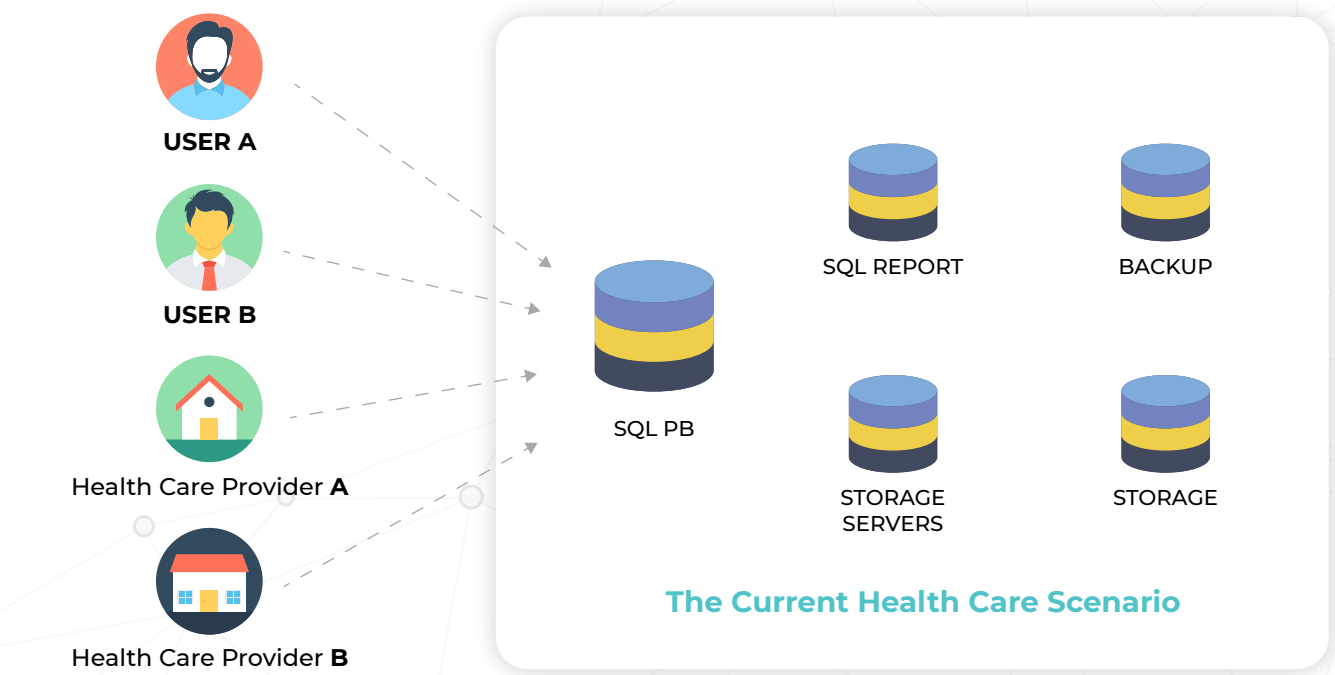 USER A
USER B
Health Care Provider A
Health Care Provider B
SQL PB
SQL REPORT
BACKUP
STORAGE
SERVERS
STORAGE
The Current Health Care Scenario